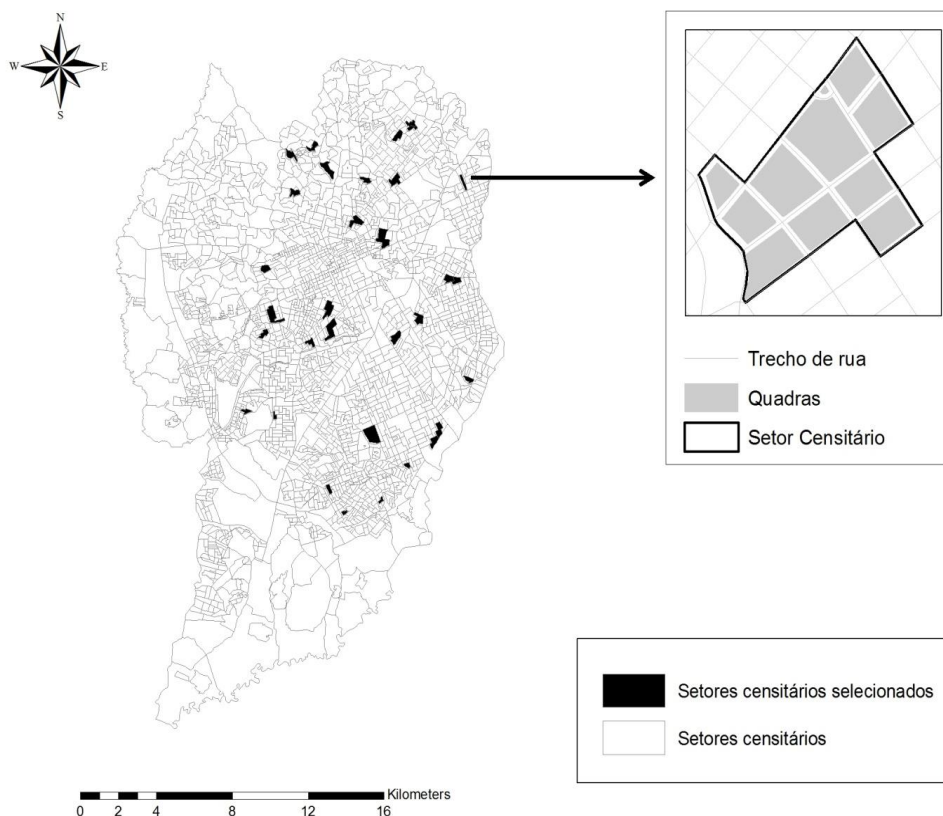 N
W E
S
Trecho de rua
Quadras
Setor Censitário
Setores censitários selecionados
Setores censitários
Kilometers
0 2 4 8 12 16